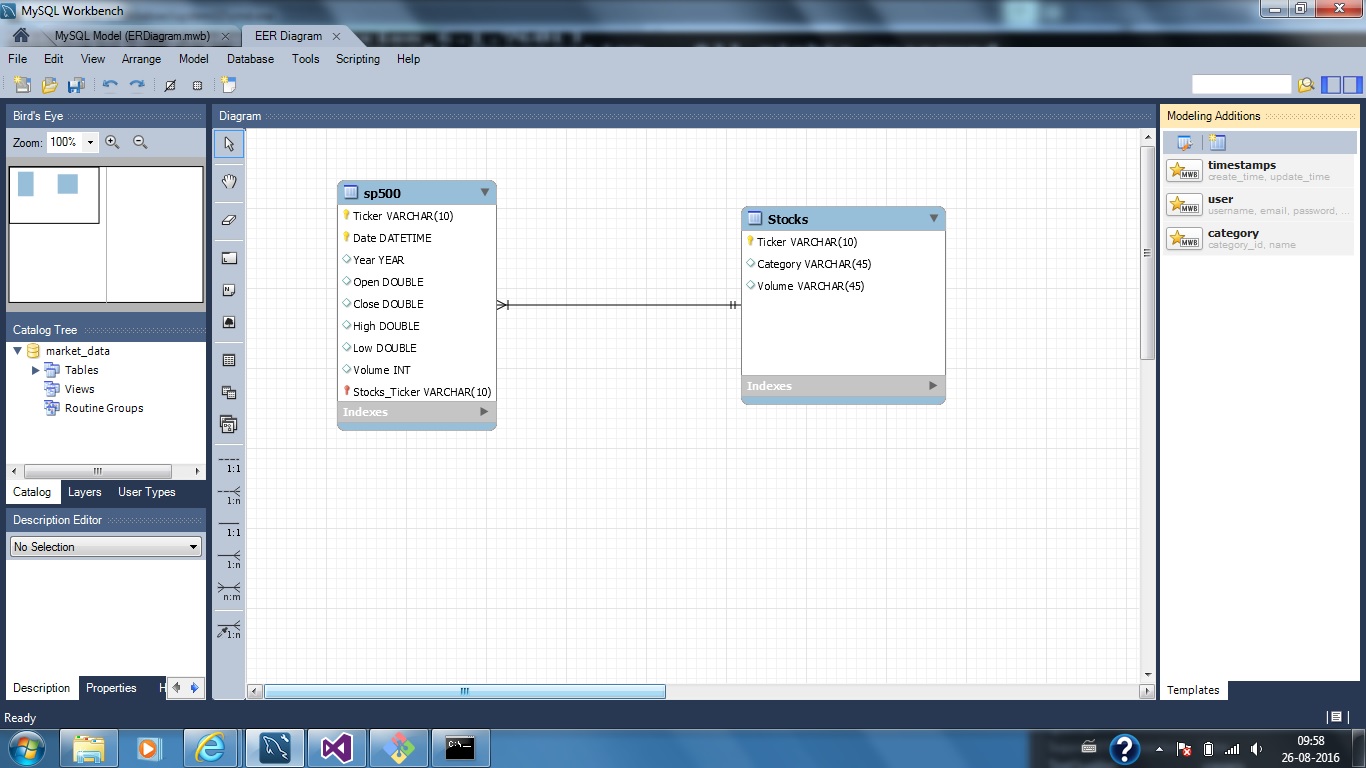 MySQL Workbench
MySQL Model (ERDiagram.mwb)
EER Diagram
File Edit View Arrange Model Database Tools Scripting Help
Bird's Eye
Zoom: 100%
Catalog Tree
market_data
Tables
Views
Routine Groups
Catalog Layers User Types
Description Editor
No Selection
Description Properties H
Diagram
1:1
1:n
1:1
1:n
n:m
1:n
sp500
Ticker VARCHAR(10)
Date DATETIME
Year YEAR
Open DOUBLE
Close DOUBLE
High DOUBLE
Low DOUBLE
Volume INT
Stocks_Ticker VARCHAR(10)
Indexes
Stocks
Ticker VARCHAR(10)
Category VARCHAR(45)
Volume VARCHAR(45)
Indexes
Modeling Additions
MWB
timestamps
create_time, update_time
MWB
user
username, email, password, ...
MWB
category
category_id, name
Templates
Ready
09:58
26-08-2016